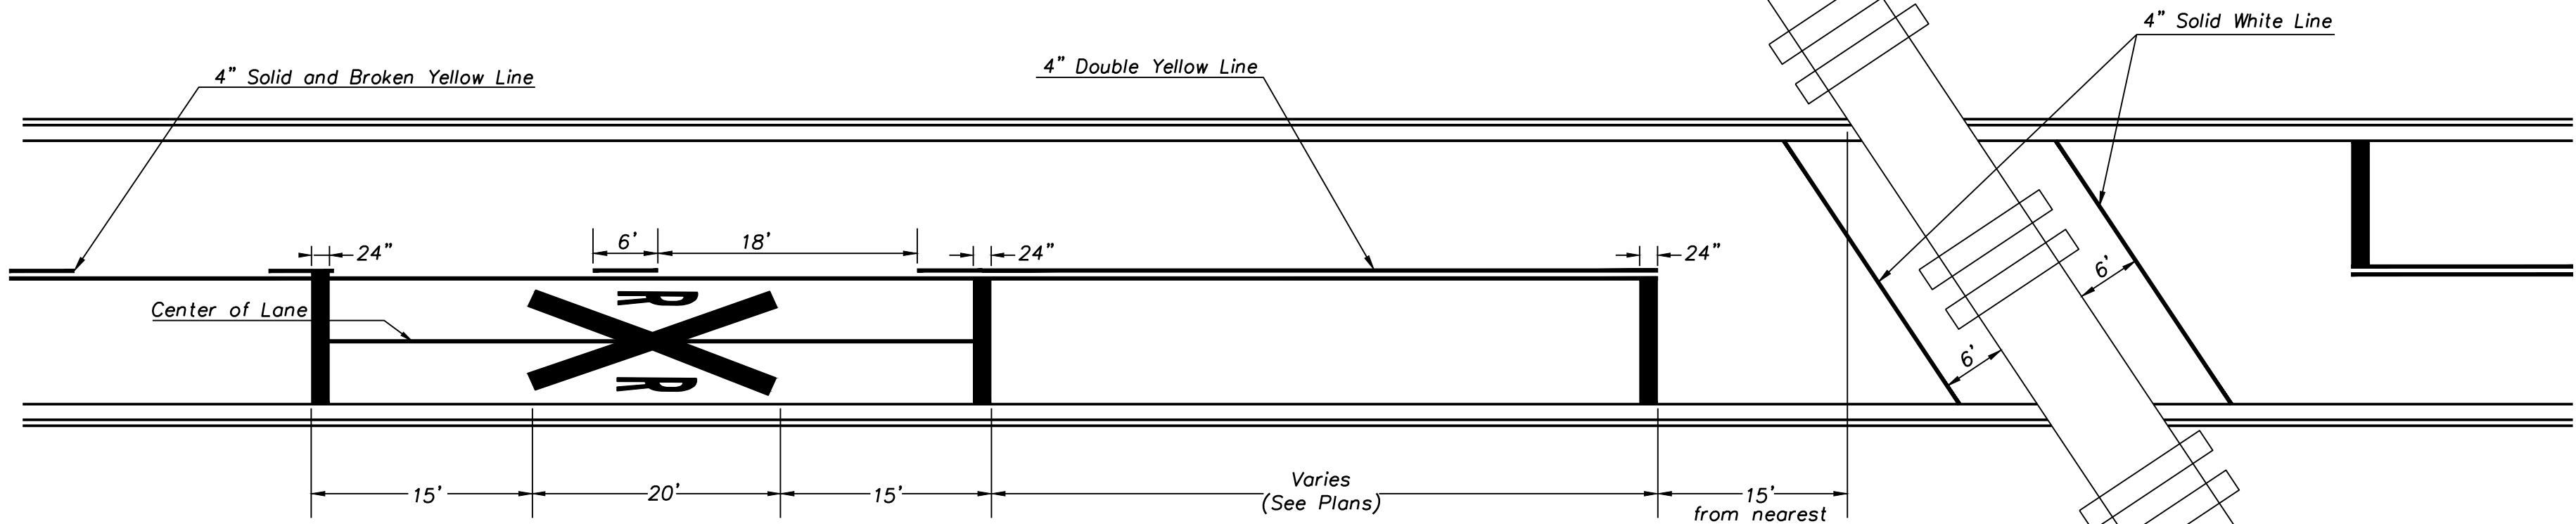 4" Solid White Line
4" Double Yellow Line
4" Solid and Broken Yellow Line
6'
18'
24"
24"
24"
6'
Center of Lane
R
6'
R
15'
20'
15'
Varies
(See Plans)
15'
from nearest